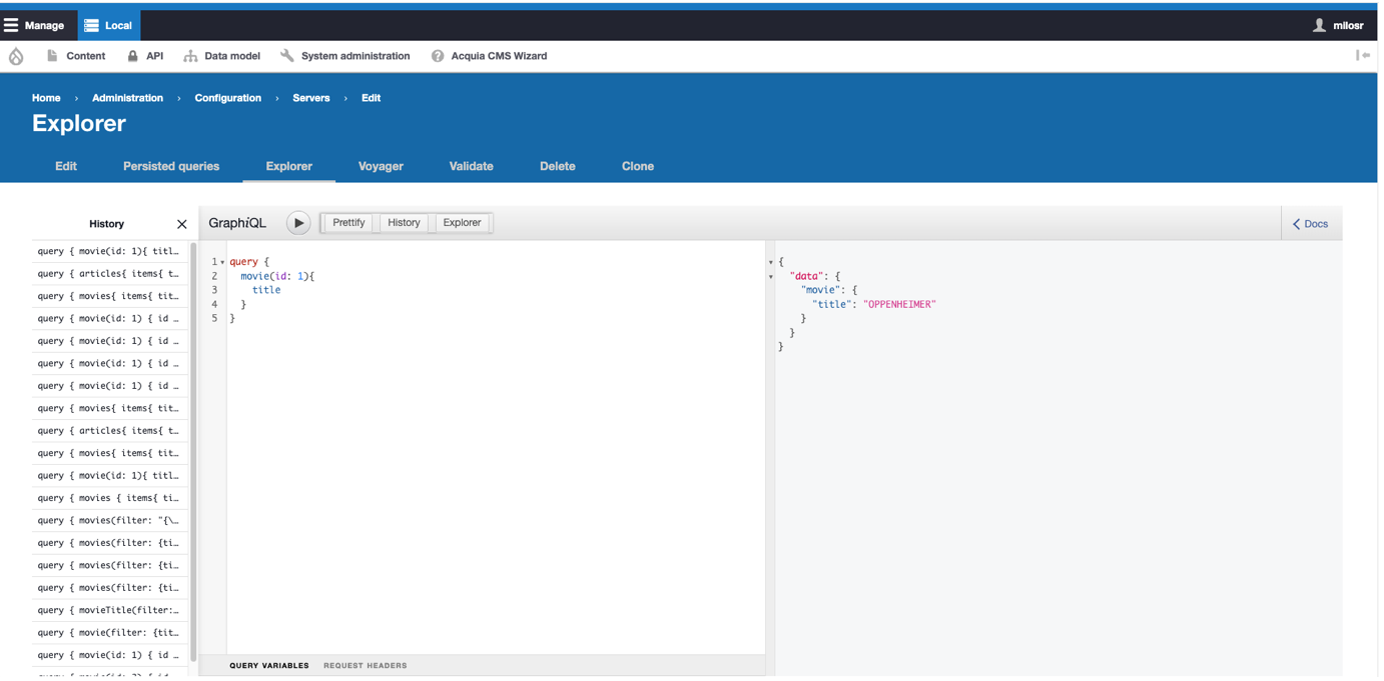 Manage Local milosr
Content API Data model System administration Acquia CMS Wizard
Home › Administration › Configuration › Servers › Edit
Explorer
Edit Persisted queries Explorer Voyager Validate Delete Clone
History
GraphiQL Prettify History Explorer Docs
query { movie(id: 1){ titl…
query { articles{ items{ t…
query { movies{ items{ tit…
query { movie(id: 1) { id …
query { movie(id: 1) { id …
query { movie(id: 1) { id …
query { movie(id: 1) { id …
query { movies{ items{ tit…
query { articles{ items{ t…
query { movies{ items{ tit…
query { movie(id: 1){ titl…
query { movies { items{ ti…
query { movies(filter: "{\…
query { movies(filter: {ti…
query { movies(filter: {ti…
query { movies(filter: {ti…
query { movieTitle(filter:…
query { movie(filter: {tit…
query { movie(id: 1) { id …
1 query {
2 movie(id: 1){
3 title
4 }
5 }
QUERY VARIABLES REQUEST HEADERS
{
"data": {
"movie": {
"title": "OPPENHEIMER"
}
}
}